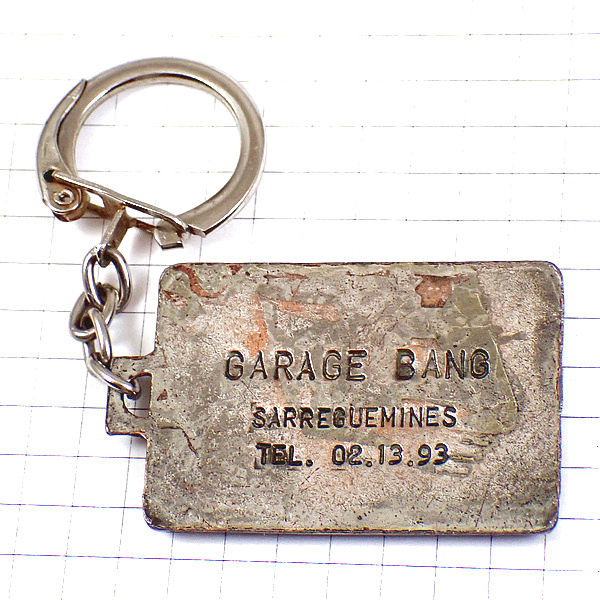 GARAGE BANG
SARREGUEMINES
TEL. 02.13.93